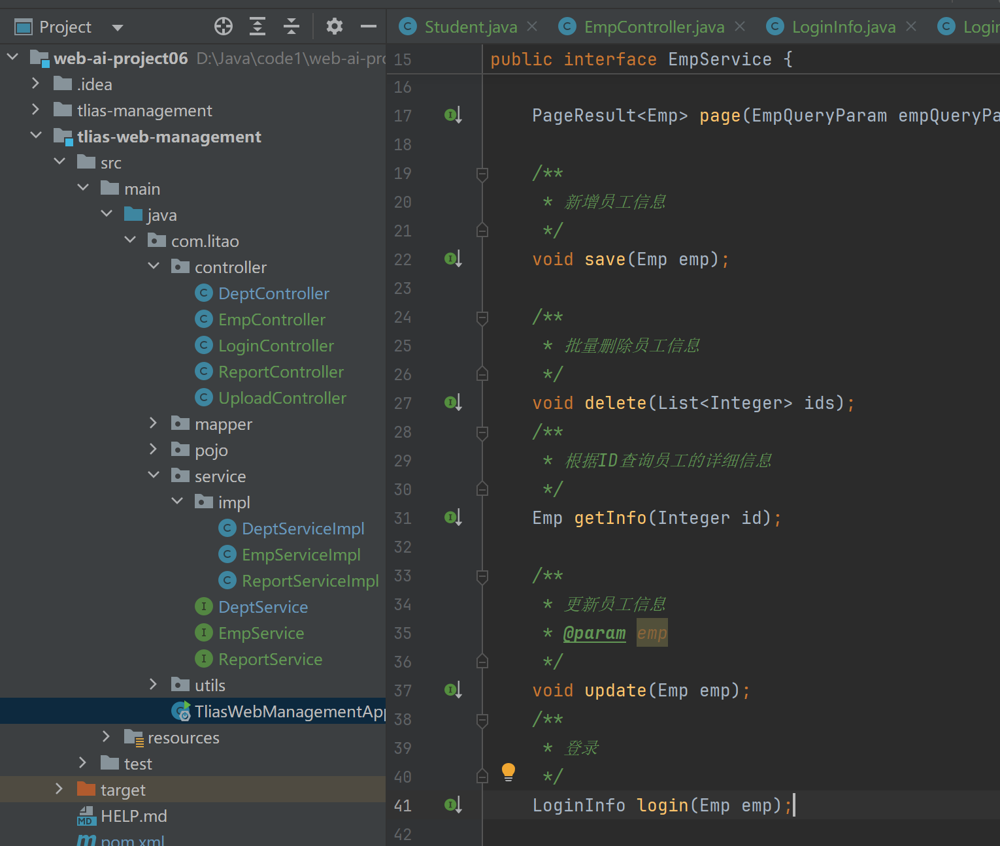 Project
Student.java
EmpController.java
LoginInfo.java
web-ai-project06 D:\Java\code1\web-ai-
.idea
tlias-management
tlias-web-management
src
main
java
com.litao
controller
DeptController
EmpController
LoginController
ReportController
UploadController
mapper
pojo
service
impl
DeptServiceImpl
EmpServiceImpl
ReportServiceImpl
DeptService
EmpService
ReportService
utils
TliasWebManagementApp
resources
test
target
HELP.md
pom.xml
15 public interface EmpService {
16
17 PageResult<Emp> page(EmpQueryParam empQueryPa
18
19 /**
20 * 新增员工信息
21 */
22 void save(Emp emp);
23
24 /**
25 * 批量删除员工信息
26 */
27 void delete(List<Integer> ids);
28 /**
29 * 根据ID查询员工的详细信息
30 */
31 Emp getInfo(Integer id);
32
33 /**
34 * 更新员工信息
35 * @param emp
36 */
37 void update(Emp emp);
38 /**
39 * 登录
40 */
41 LoginInfo login(Emp emp);
42